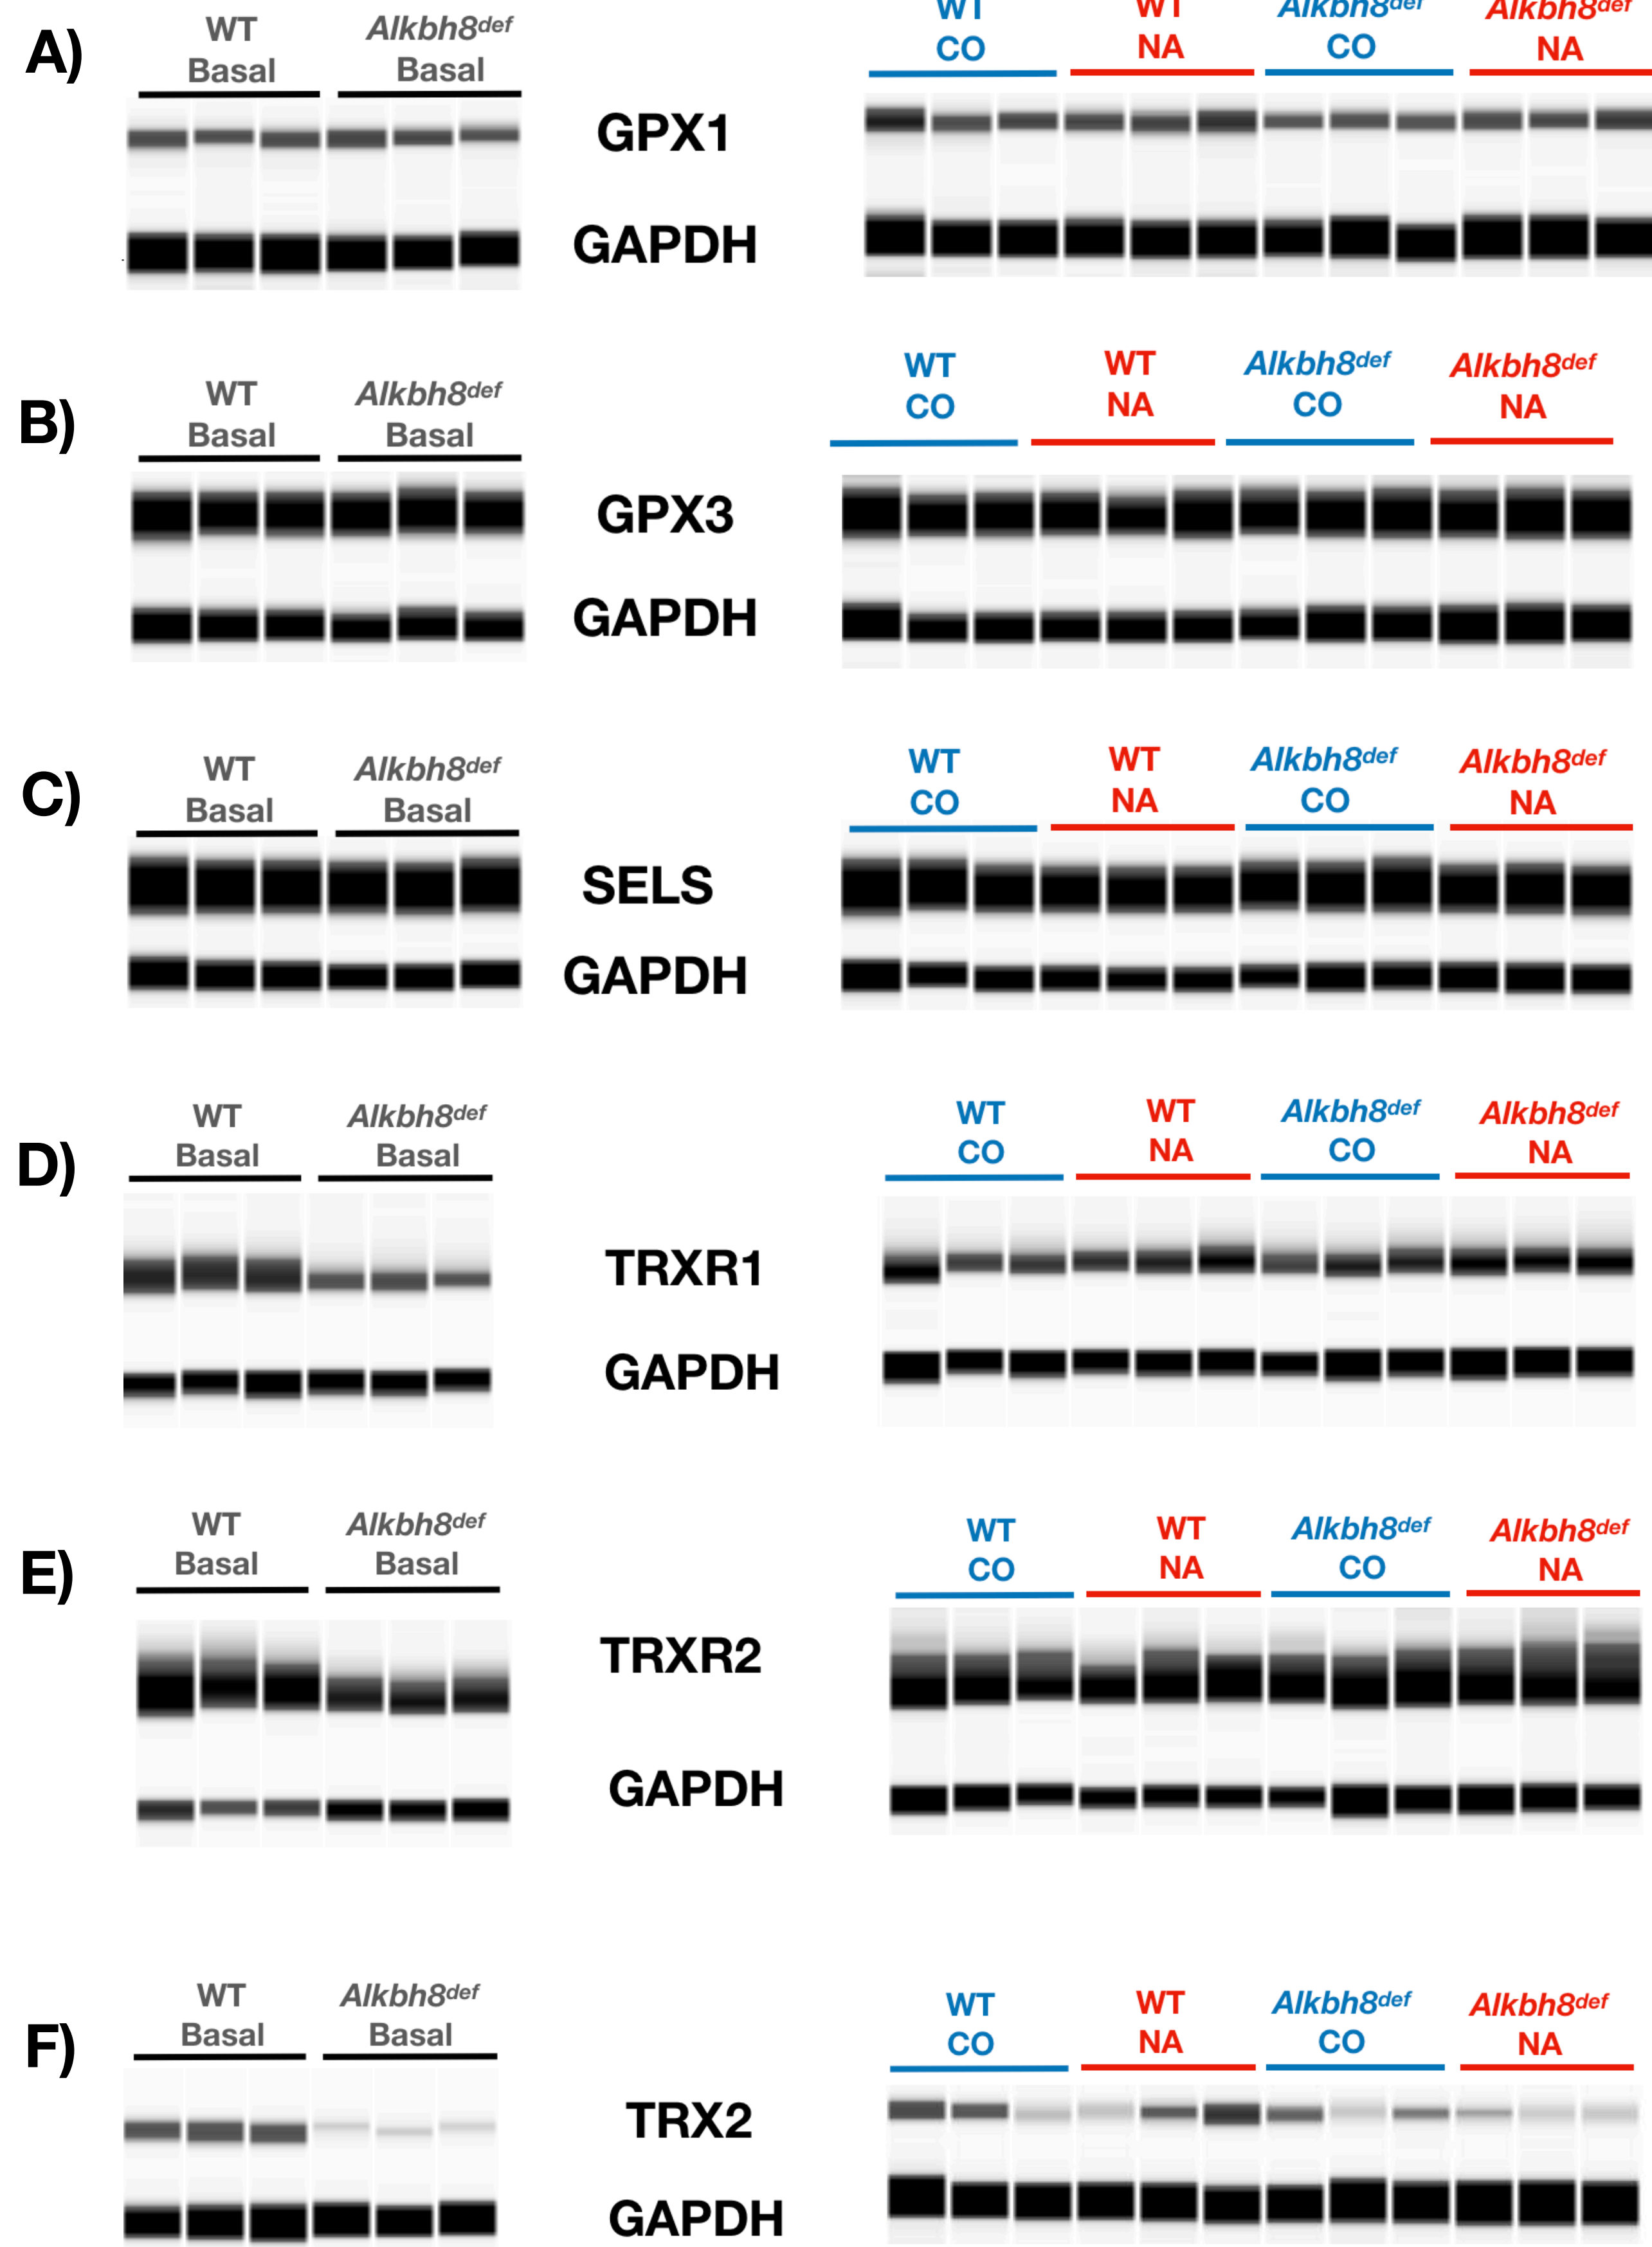 A)
WT Alkbh8def
Basal Basal
WT WT Alkbh8def Alkbh8def
CO NA CO NA
GPX1
GAPDH
B)
WT Alkbh8def
Basal Basal
WT WT Alkbh8def Alkbh8def
CO NA CO NA
GPX3
GAPDH
C)
WT Alkbh8def
Basal Basal
WT WT Alkbh8def Alkbh8def
CO NA CO NA
SELS
GAPDH
D)
WT Alkbh8def
Basal Basal
WT WT Alkbh8def Alkbh8def
CO NA CO NA
TRXR1
GAPDH
E)
WT Alkbh8def
Basal Basal
WT WT Alkbh8def Alkbh8def
CO NA CO NA
TRXR2
GAPDH
F)
WT Alkbh8def
Basal Basal
WT WT Alkbh8def Alkbh8def
CO NA CO NA
TRX2
GAPDH